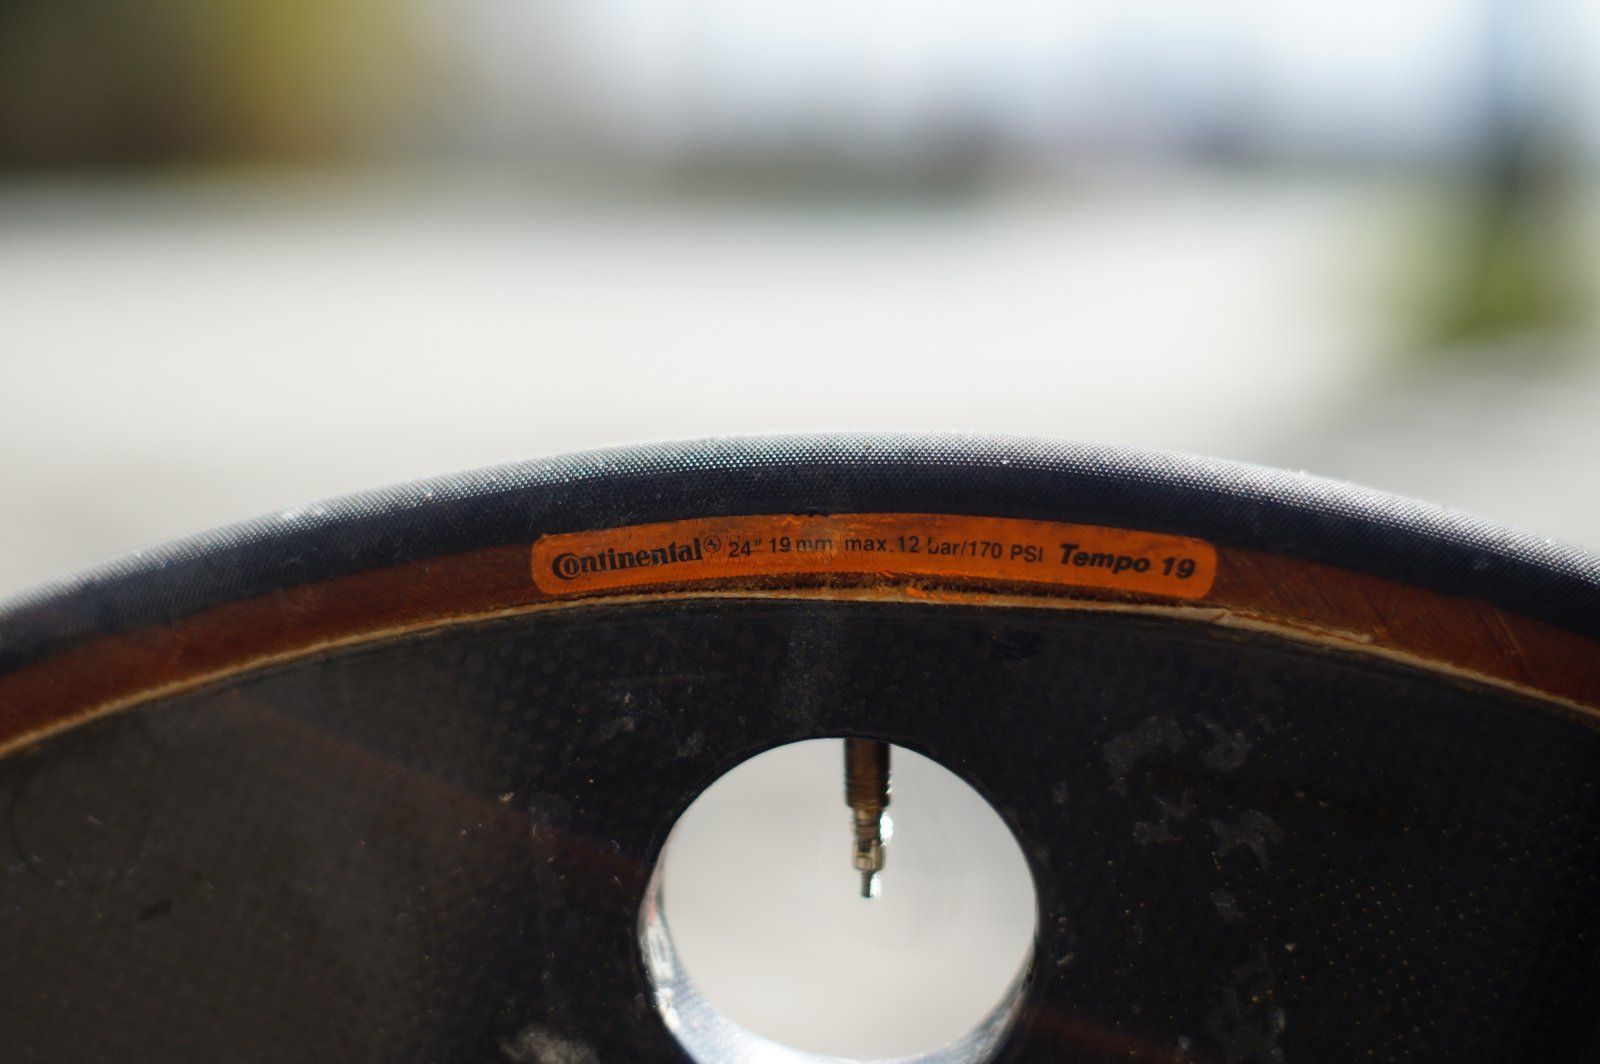 Continental 24" 19 mm max. 12 bar/170 PSI Tempo 19